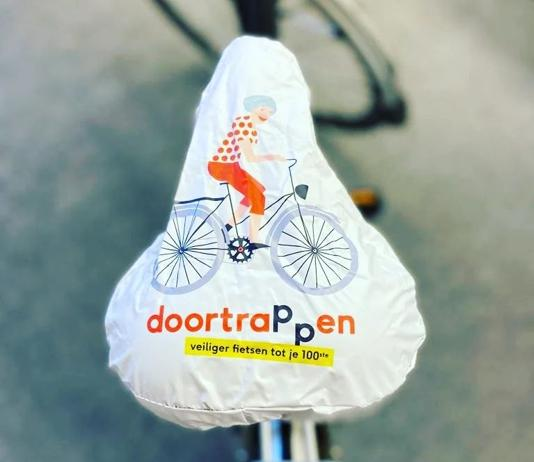 doortrappen
veiliger fietsen tot je 100ste